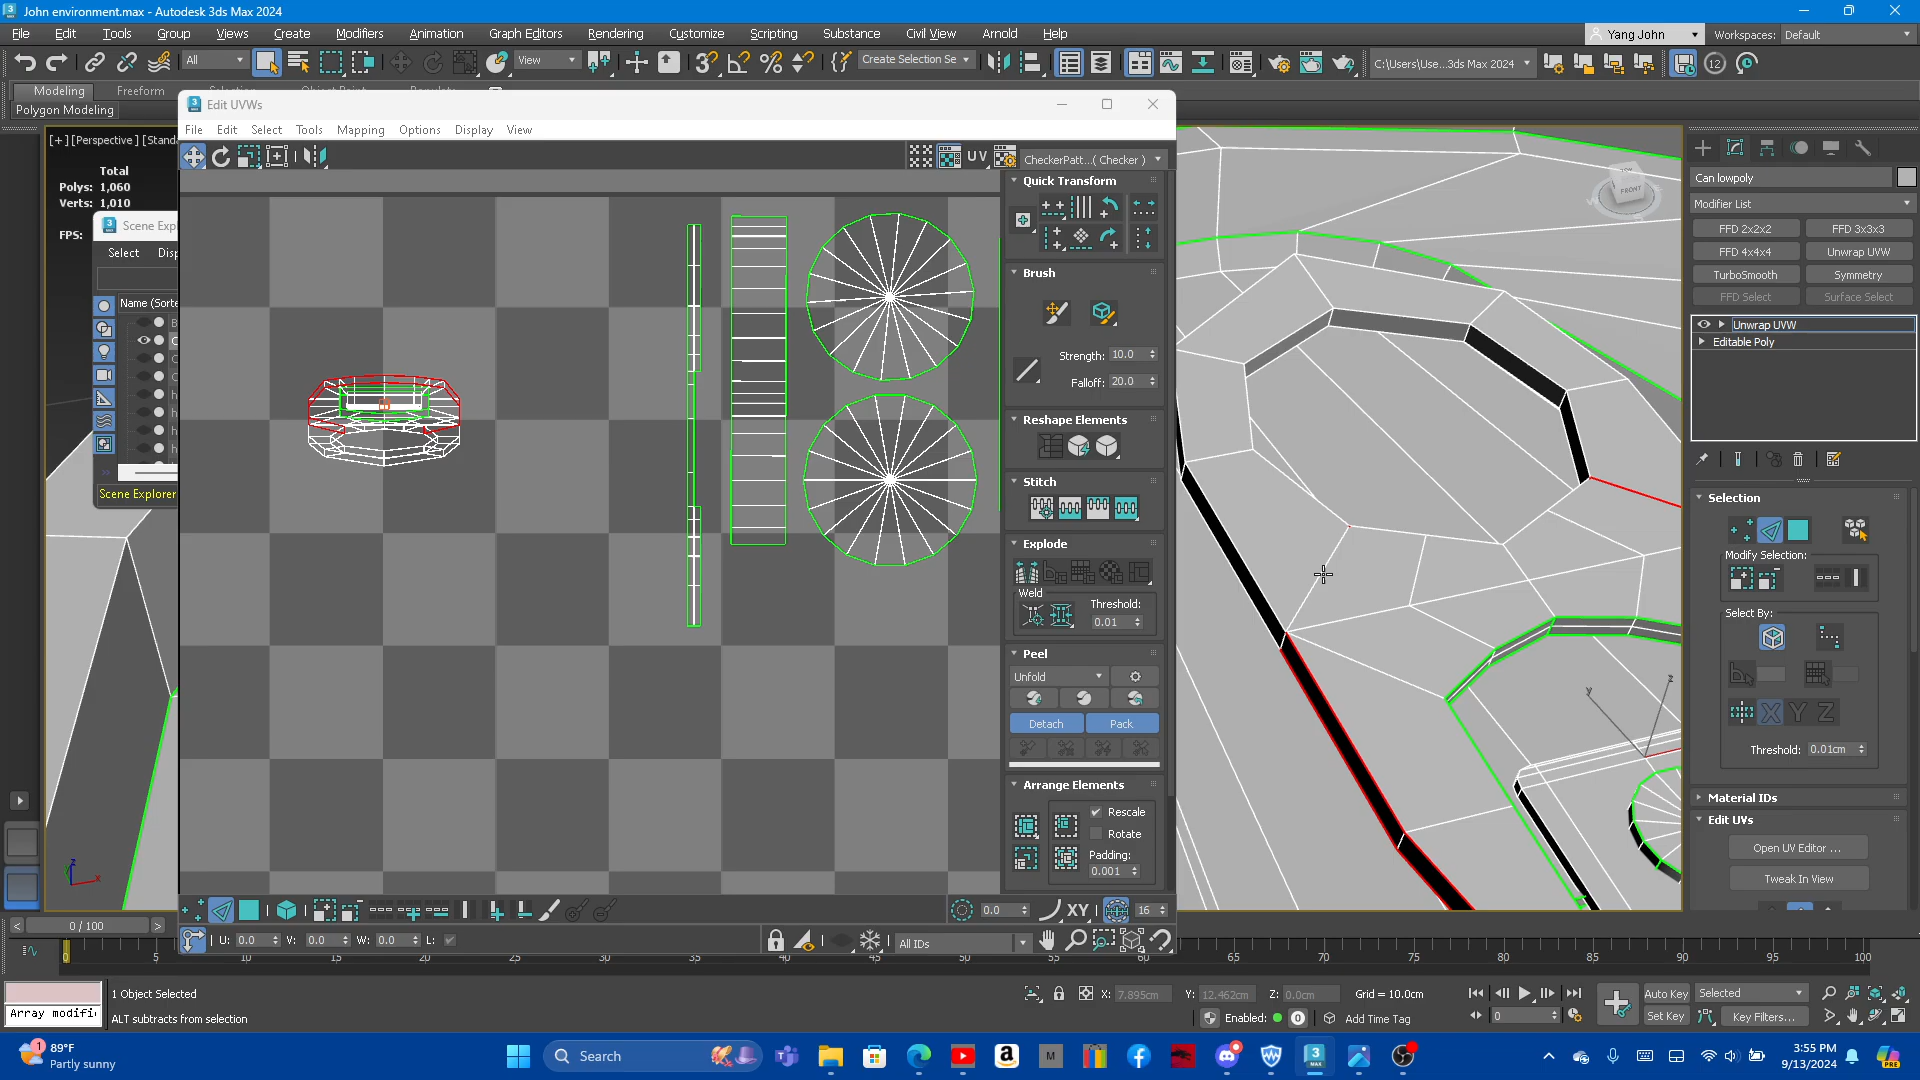 John environment.max - Autodesk 3ds Max 2024
File Edit Tools Group Views Create Modifiers Animation Graph Editors Rendering Customize Scripting Substance Civil View Arnold Help
Yang John Workspaces: Default
All View Create Selection Se C:\Users\Use...3ds Max 2024
Modeling Freeform
Polygon Modeling
Edit UVWs
File Edit Select Tools Mapping Options Display View
[+][Perspective][Stand
Total
Polys: 1,060
Verts: 1,010
FPS:
Scene Exp
Select Disp
Name (Sorte
Scene Explorer
UV CheckerPatt...( Checker )
Quick Transform
Brush
Strength: 10.0
Falloff: 20.0
Reshape Elements
Stitch
Explode
Weld
Threshold:
0.01
Peel
Unfold
Detach Pack
Arrange Elements
Rescale
Rotate
Padding:
0.001
0.0 XY 16
U: 0.0 V: 0.0 W: 0.0 L: All IDs
FRONT
y z
Can lowpoly
Modifier List
FFD 2x2x2 FFD 3x3x3
FFD 4x4x4 Unwrap UVW
TurboSmooth Symmetry
FFD Select Surface Select
Unwrap UVW
Editable Poly
Selection
Modify Selection:
Select By:
X Y Z
Threshold: 0.01cm
Material IDs
Edit UVs
Open UV Editor ...
Tweak In View
z x
0 / 100
5 10 15 20 25 30 35 40 45 50 55 60 65 70 75 80 85 90 95 100
1 Object Selected
ALT subtracts from selection
Array modifi
X: 7.895cm Y: 12.462cm Z: 0.0cm Grid = 10.0cm
Enabled: 0 Add Time Tag
0
Auto Key Selected
Set Key Key Filters...
89°F
Partly sunny
1
Search
3:55 PM
9/13/2024